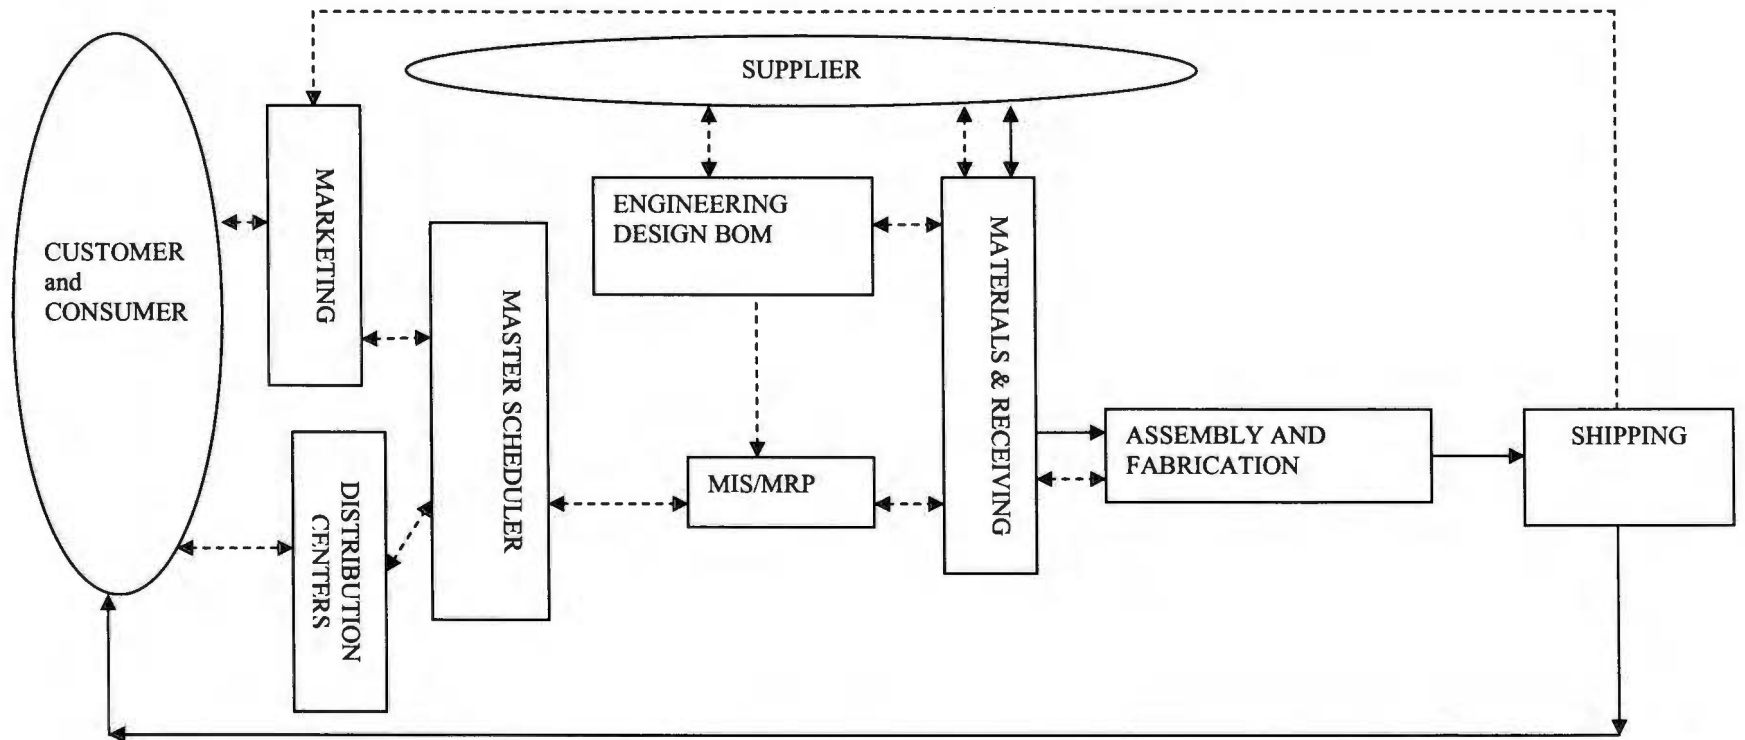 SUPPLIER
CUSTOMER
and
CONSUMER
MARKETING
DISTRIBUTION
CENTERS
MASTER SCHEDULER
ENGINEERING
DESIGN BOM
MIS/MRP
MATERIALS & RECEIVING
ASSEMBLY AND
FABRICATION
SHIPPING